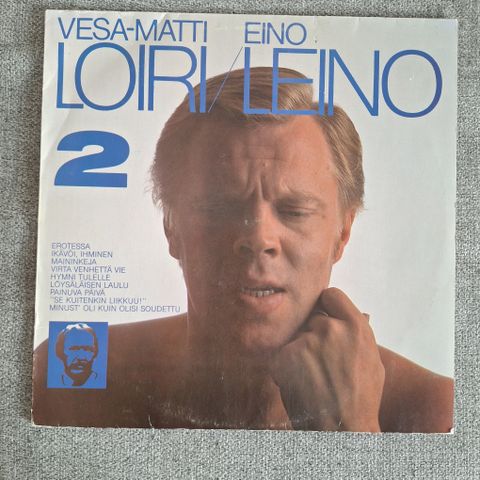 VESA-MATTI EINO
LOIRI/LEINO
2
EROTESSA
IKÄVÖI, IHMINEN
MAININKEJA
VIRTA VENHETTÄ VIE
HYMNI TULELLE
LÖYSÄLÄISEN LAULU
PAINUVA PÄIVÄ
"SE KUITENKIN LIIKKUU!"
MINUST' OLI KUIN OLISI SOUDETTU